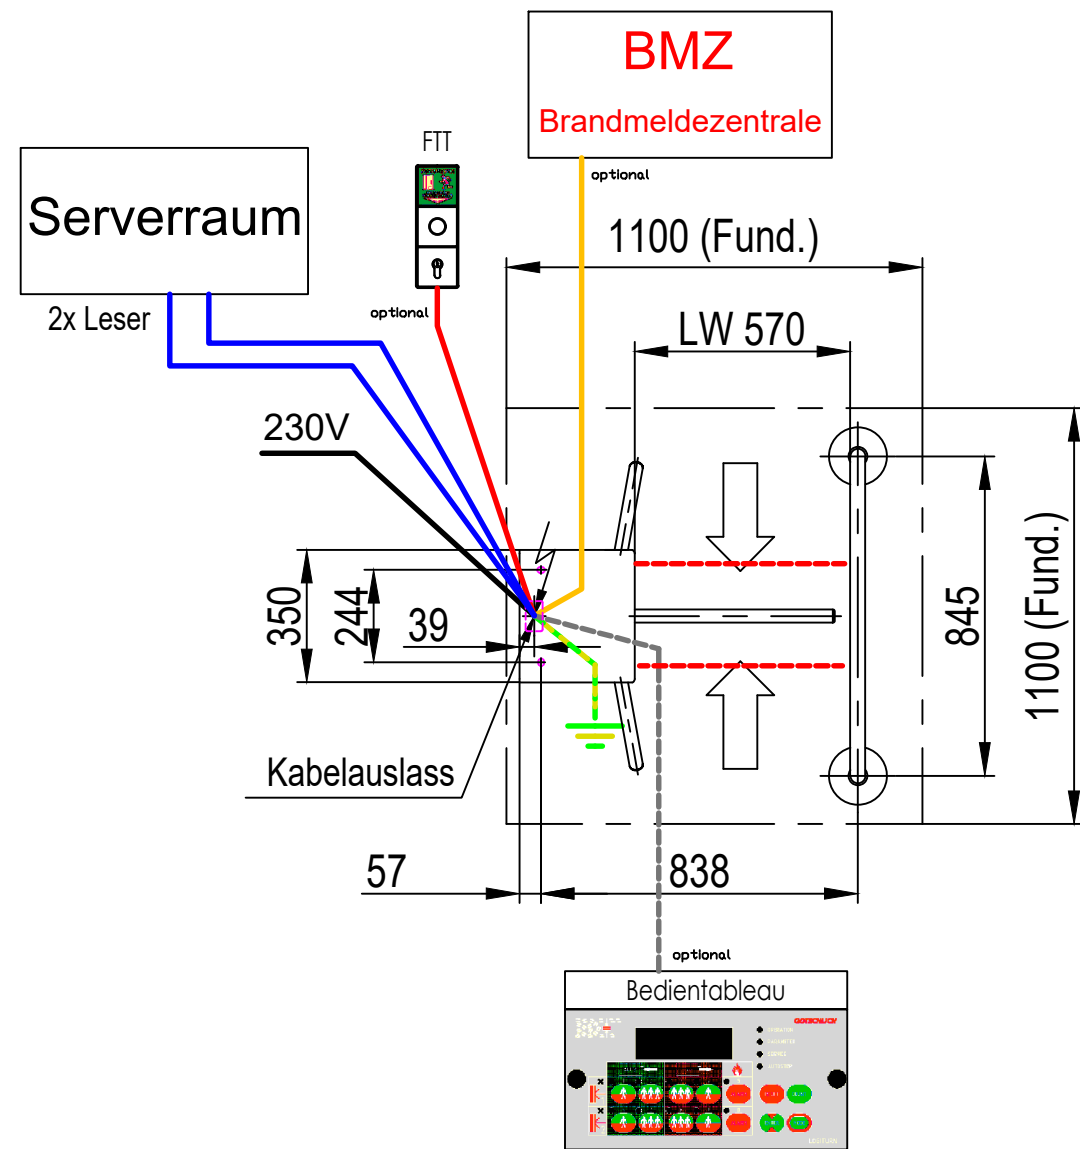 BMZ
Brandmeldezentrale
FTT
optional
Serverraum
1100 (Fund.)
2x Leser
optional
LW 570
230V
350
244
39
845
1100 (Fund.)
Kabelauslass
57
838
optional
Bedientableau